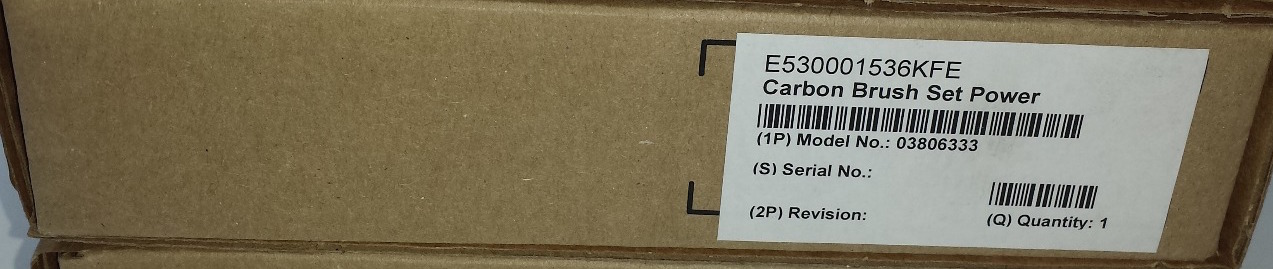 E530001536KFE
Carbon Brush Set Power
(1P) Model No.: 03806333
(S) Serial No.:
(2P) Revision:
(Q) Quantity: 1